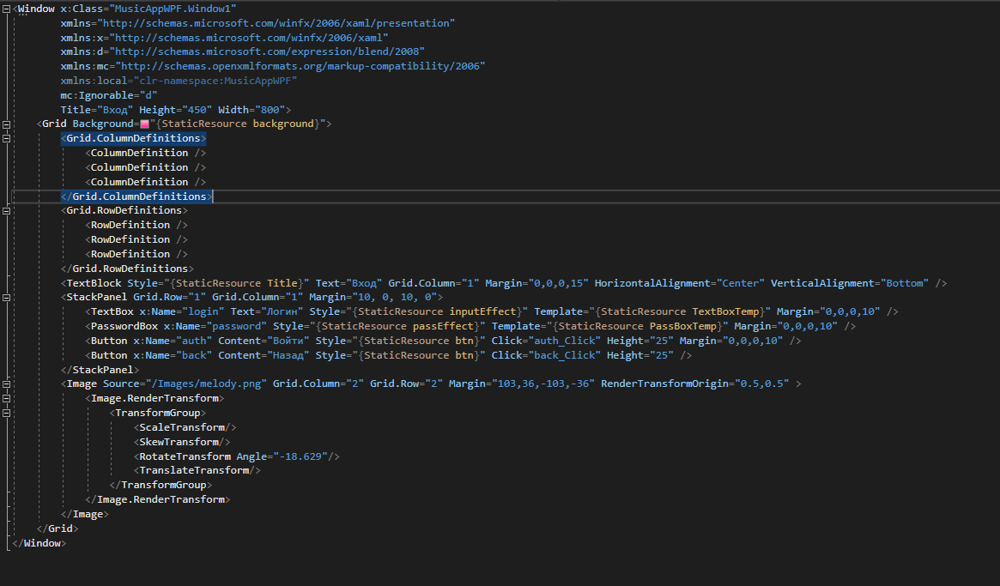 <Window x:Class="MusicAppWPF.Window1"
xmlns="http://schemas.microsoft.com/winfx/2006/xaml/presentation"
xmlns:x="http://schemas.microsoft.com/winfx/2006/xaml"
xmlns:d="http://schemas.microsoft.com/expression/blend/2008"
xmlns:mc="http://schemas.openxmlformats.org/markup-compatibility/2006"
xmlns:local="clr-namespace:MusicAppWPF"
mc:Ignorable="d"
Title="Вход" Height="450" Width="800">
<Grid Background="{StaticResource background}">
<Grid.ColumnDefinitions>
<ColumnDefinition />
<ColumnDefinition />
<ColumnDefinition />
</Grid.ColumnDefinitions>
<Grid.RowDefinitions>
<RowDefinition />
<RowDefinition />
<RowDefinition />
</Grid.RowDefinitions>
<TextBlock Style="{StaticResource Title}" Text="Вход" Grid.Column="1" Margin="0,0,0,15" HorizontalAlignment="Center" VerticalAlignment="Bottom" />
<StackPanel Grid.Row="1" Grid.Column="1" Margin="10, 0, 10, 0">
<TextBox x:Name="login" Text="Логин" Style="{StaticResource inputEffect}" Template="{StaticResource TextBoxTemp}" Margin="0,0,0,10" />
<PasswordBox x:Name="password" Style="{StaticResource passEffect}" Template="{StaticResource PassBoxTemp}" Margin="0,0,0,10" />
<Button x:Name="auth" Content="Войти" Style="{StaticResource btn}" Click="auth_Click" Height="25" Margin="0,0,0,10" />
<Button x:Name="back" Content="Назад" Style="{StaticResource btn}" Click="back_Click" Height="25" />
</StackPanel>
<Image Source="/Images/melody.png" Grid.Column="2" Grid.Row="2" Margin="103,36,-103,-36" RenderTransformOrigin="0.5,0.5" >
<Image.RenderTransform>
<TransformGroup>
<ScaleTransform/>
<SkewTransform/>
<RotateTransform Angle="-18.629"/>
<TranslateTransform/>
</TransformGroup>
</Image.RenderTransform>
</Image>
</Grid>
</Window>